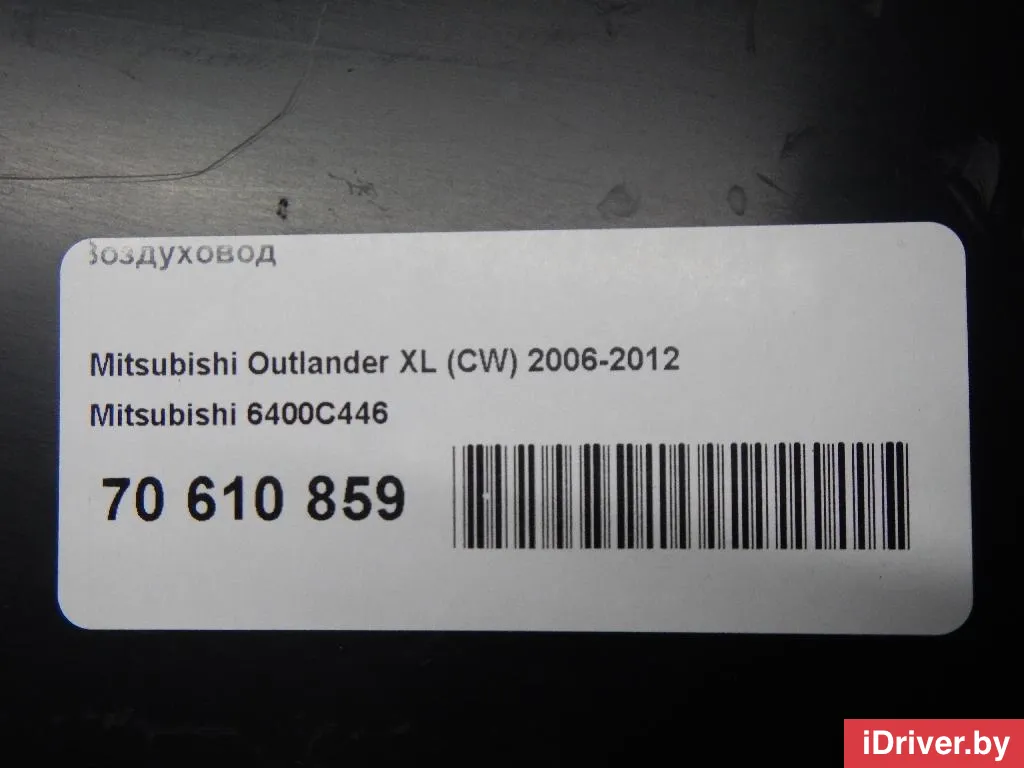 Воздуховод
Mitsubishi Outlander XL (CW) 2006-2012
Mitsubishi 6400C446
70 610 859
iDriver.by